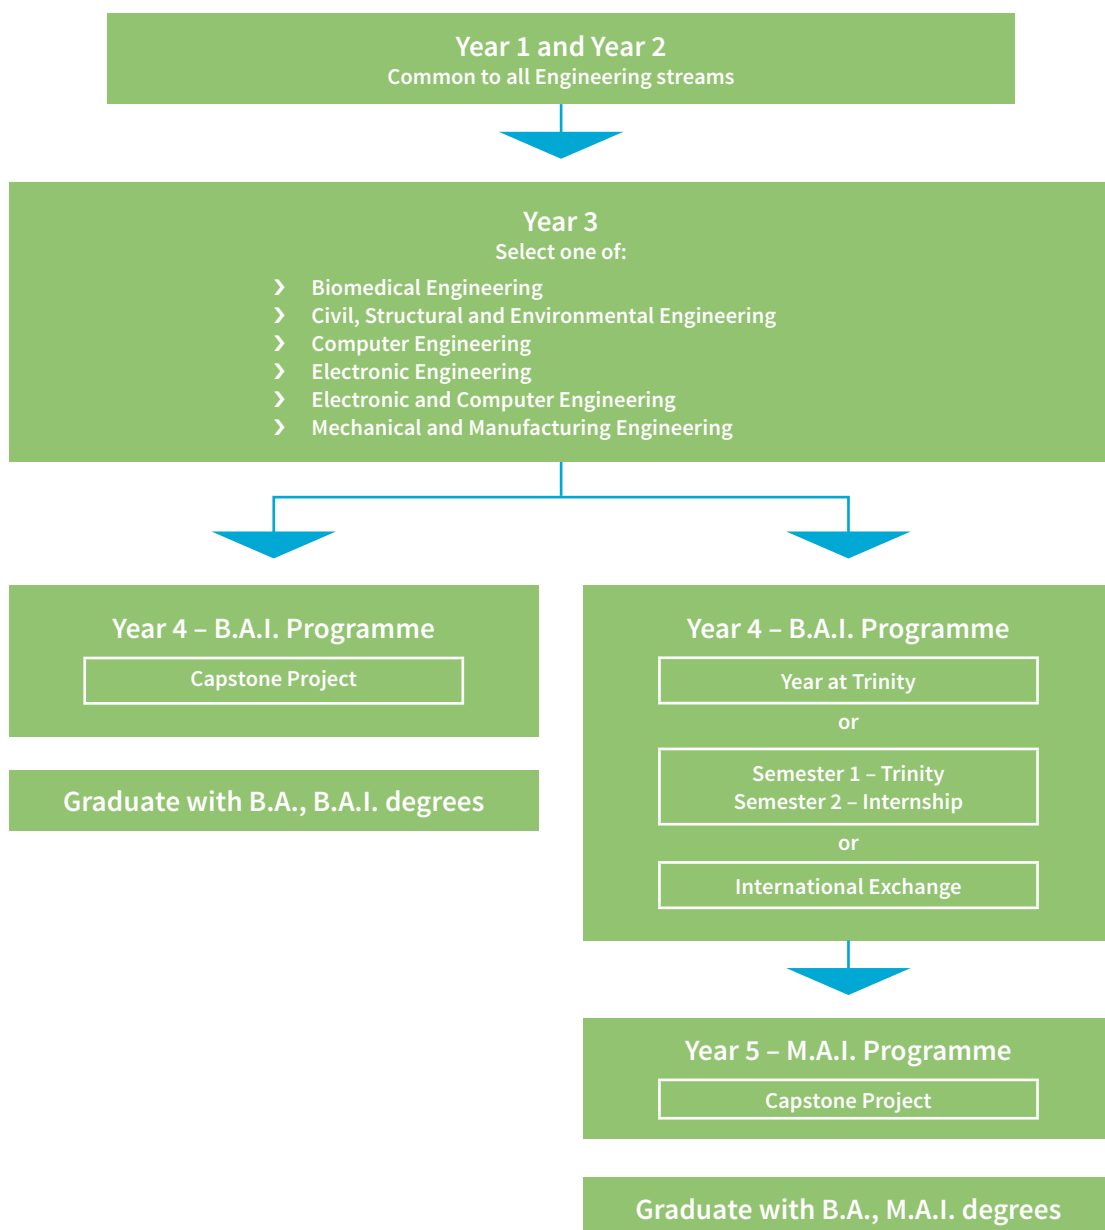 Year 1 and Year 2
Common to all Engineering streams
Year 3
Select one of:
❯ Biomedical Engineering
❯ Civil, Structural and Environmental Engineering
❯ Computer Engineering
❯ Electronic Engineering
❯ Electronic and Computer Engineering
❯ Mechanical and Manufacturing Engineering
Year 4 – B.A.I. Programme
Capstone Project
Graduate with B.A., B.A.I. degrees
Year 4 – B.A.I. Programme
Year at Trinity
or
Semester 1 – Trinity
Semester 2 – Internship
or
International Exchange
Year 5 – M.A.I. Programme
Capstone Project
Graduate with B.A., M.A.I. degrees